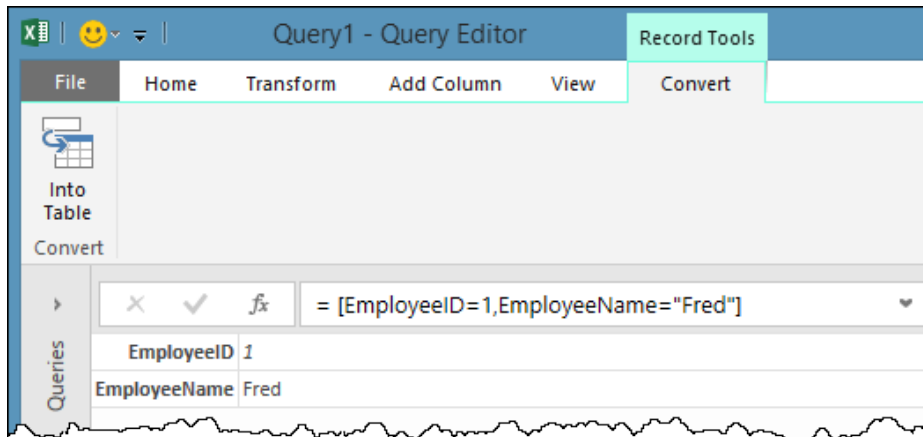 Query1 - Query Editor
Record Tools
File Home Transform Add Column View Convert
Into
Table
Convert
fx = [EmployeeID=1,EmployeeName="Fred"]
Queries
EmployeeID 1
EmployeeName Fred